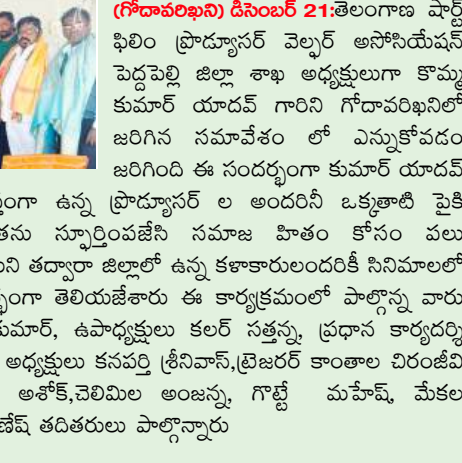 (గోదావరిఖని) డిసెంబర్ 21:తెలంగాణ షార్ట్
ఫిలిం ప్రొడ్యూసర్ వెల్ఫర్ అసోసియేషన్
పెద్దపెల్లి జిల్లా శాఖ అధ్యక్షులుగా కొమ్మ
కుమార్ యాదవ్ గారిని గోదావరిఖనిలో
జరిగిన సమావేశం లో ఎన్నుకోవడం
జరిగింది ఈ సందర్భంగా కుమార్ యాదవ్
ఉన్న ప్రొడ్యూసర్ ల అందరినీ ఒక్కతాటి పైకి
స్ఫూర్తింపజేసి సమాజ హితం కోసం పలు
తద్వారా జిల్లాలో ఉన్న కళాకారులందరికీ సినిమాలలో
తెలియజేశారు ఈ కార్యక్రమంలో పాల్గొన్న వారు
కుమార్, ఉపాధ్యక్షులు కలర్ సత్తన్న, ప్రధాన కార్యదర్శి
అధ్యక్షులు కనపర్తి శ్రీనివాస్,ట్రెజరర్ కాంతాల చిరంజీవి
అశోక్,చెలిమిల అంజన్న, గొట్టే మహేష్, మేకల
తదితరులు పాల్గొన్నారు